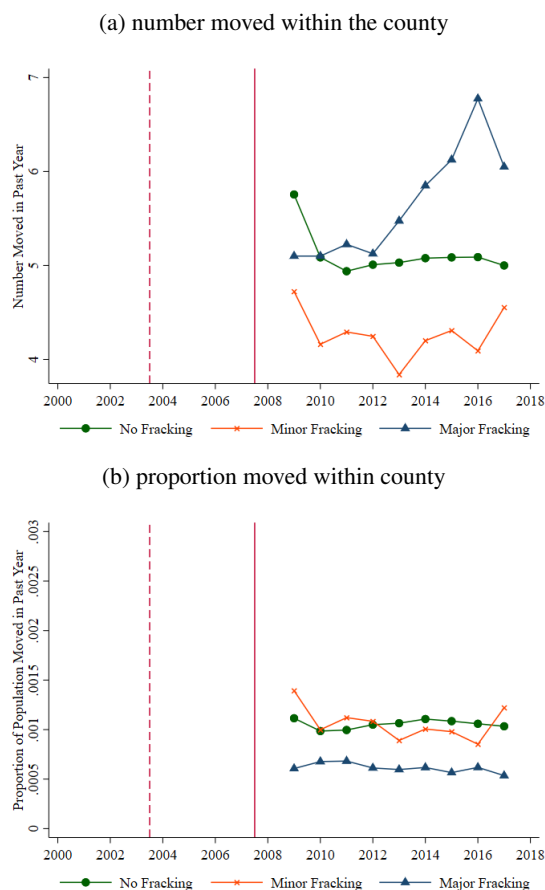 (a) number moved within the county
Number Moved in Past Year
7
6
5
4
2000 2002 2004 2006 2008 2010 2012 2014 2016 2018
No Fracking Minor Fracking Major Fracking
(b) proportion moved within county
Proportion of Population Moved in Past Year
.003
.0025
.002
.0015
.001
.0005
0
2000 2002 2004 2006 2008 2010 2012 2014 2016 2018
No Fracking Minor Fracking Major Fracking